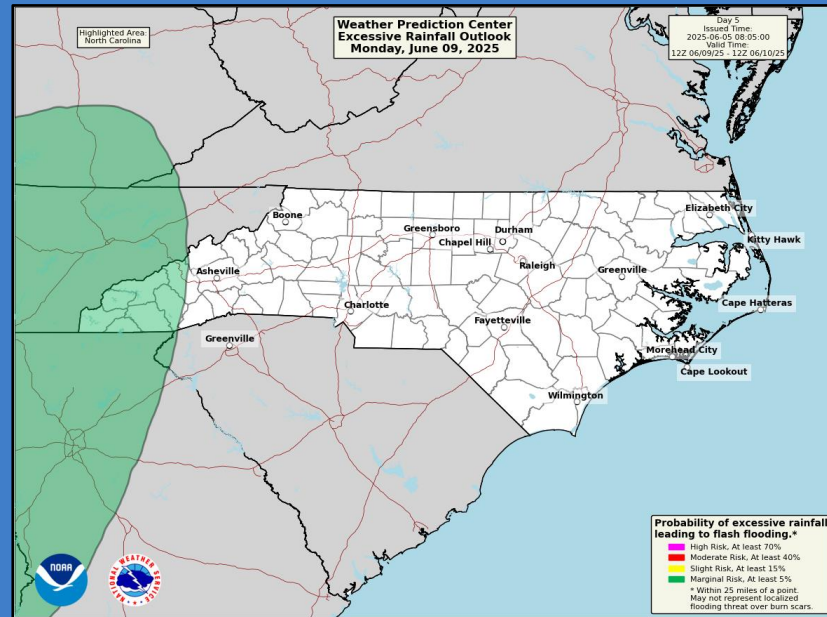 Highlighted Area:
North Carolina
Weather Prediction Center
Excessive Rainfall Outlook
Monday, June 09, 2025
Day 5
Issued Time:
2025-06-05 08:05:00
Valid Time:
12Z 06/09/25 - 12Z 06/10/25
Boone
Elizabeth City
Greensboro
Durham
Chapel Hill
Kitty Hawk
Raleigh
Asheville
Greenville
Charlotte
Cape Hatteras
Fayetteville
Greenville
Morehead City
Cape Lookout
Wilmington
Probability of excessive rainfall
leading to flash flooding.*
High Risk, At least 70%
Moderate Risk, At least 40%
Slight Risk, At least 15%
Marginal Risk, At least 5%
* Within 25 miles of a point.
May not represent localized
flooding threat over burn scars.
NOAA
NATIONAL WEATHER SERVICE